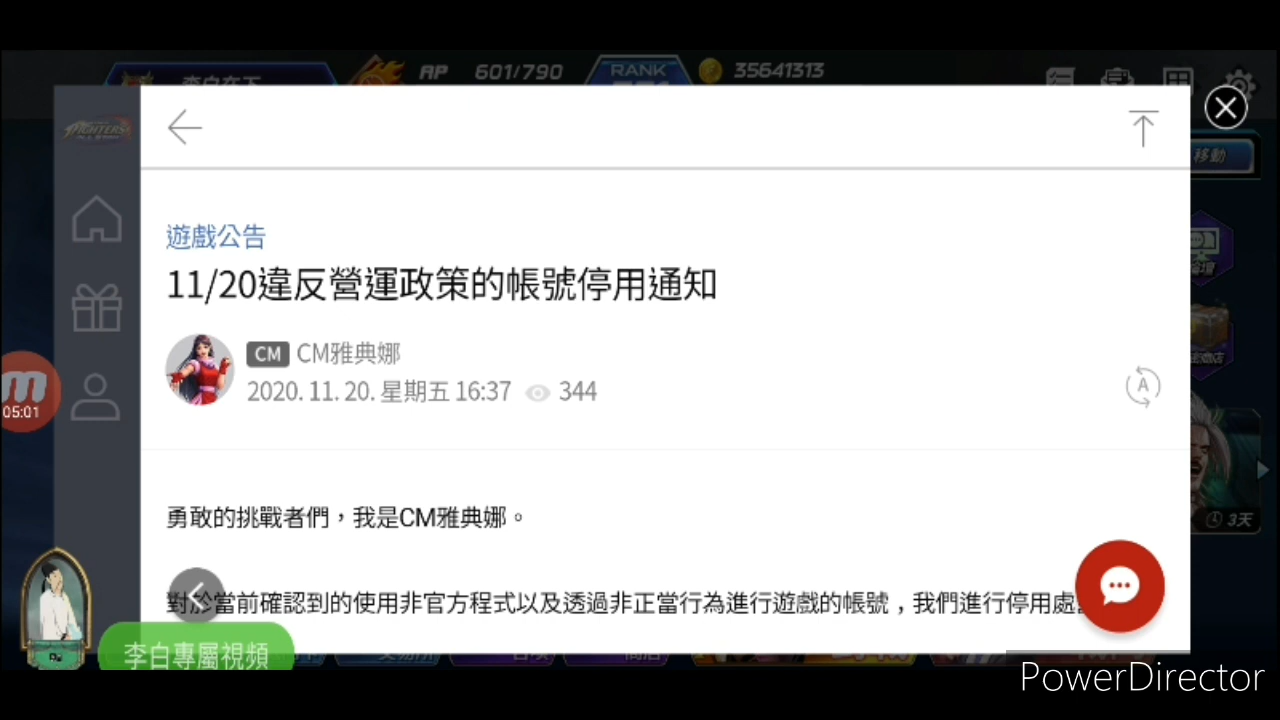 李白在下
AP 601/790
RANK
35641313
FIGHTERS
移動
遊戲公告
11/20違反營運政策的帳號停用通知
CM CM雅典娜
2020. 11. 20. 星期五 16:37 344
A
05:01
3天
勇敢的挑戰者們，我是CM雅典娜。
對於當前確認到的使用非官方程式以及透過非正當行為進行遊戲的帳號，我們進行停用處
李白專屬視頻
PowerDirector